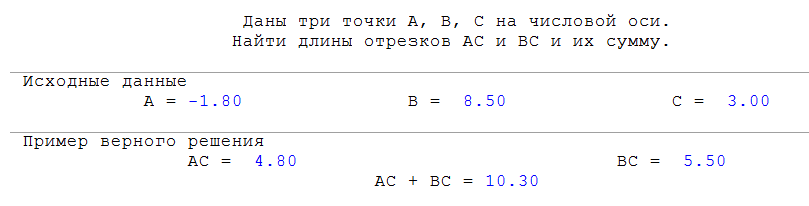 Даны три точки A, B, C на числовой оси.
Найти длины отрезков AC и BC и их сумму.
Исходные данные
A = -1.80 B = 8.50 C = 3.00
Пример верного решения
AC = 4.80 BC = 5.50
AC + BC = 10.30